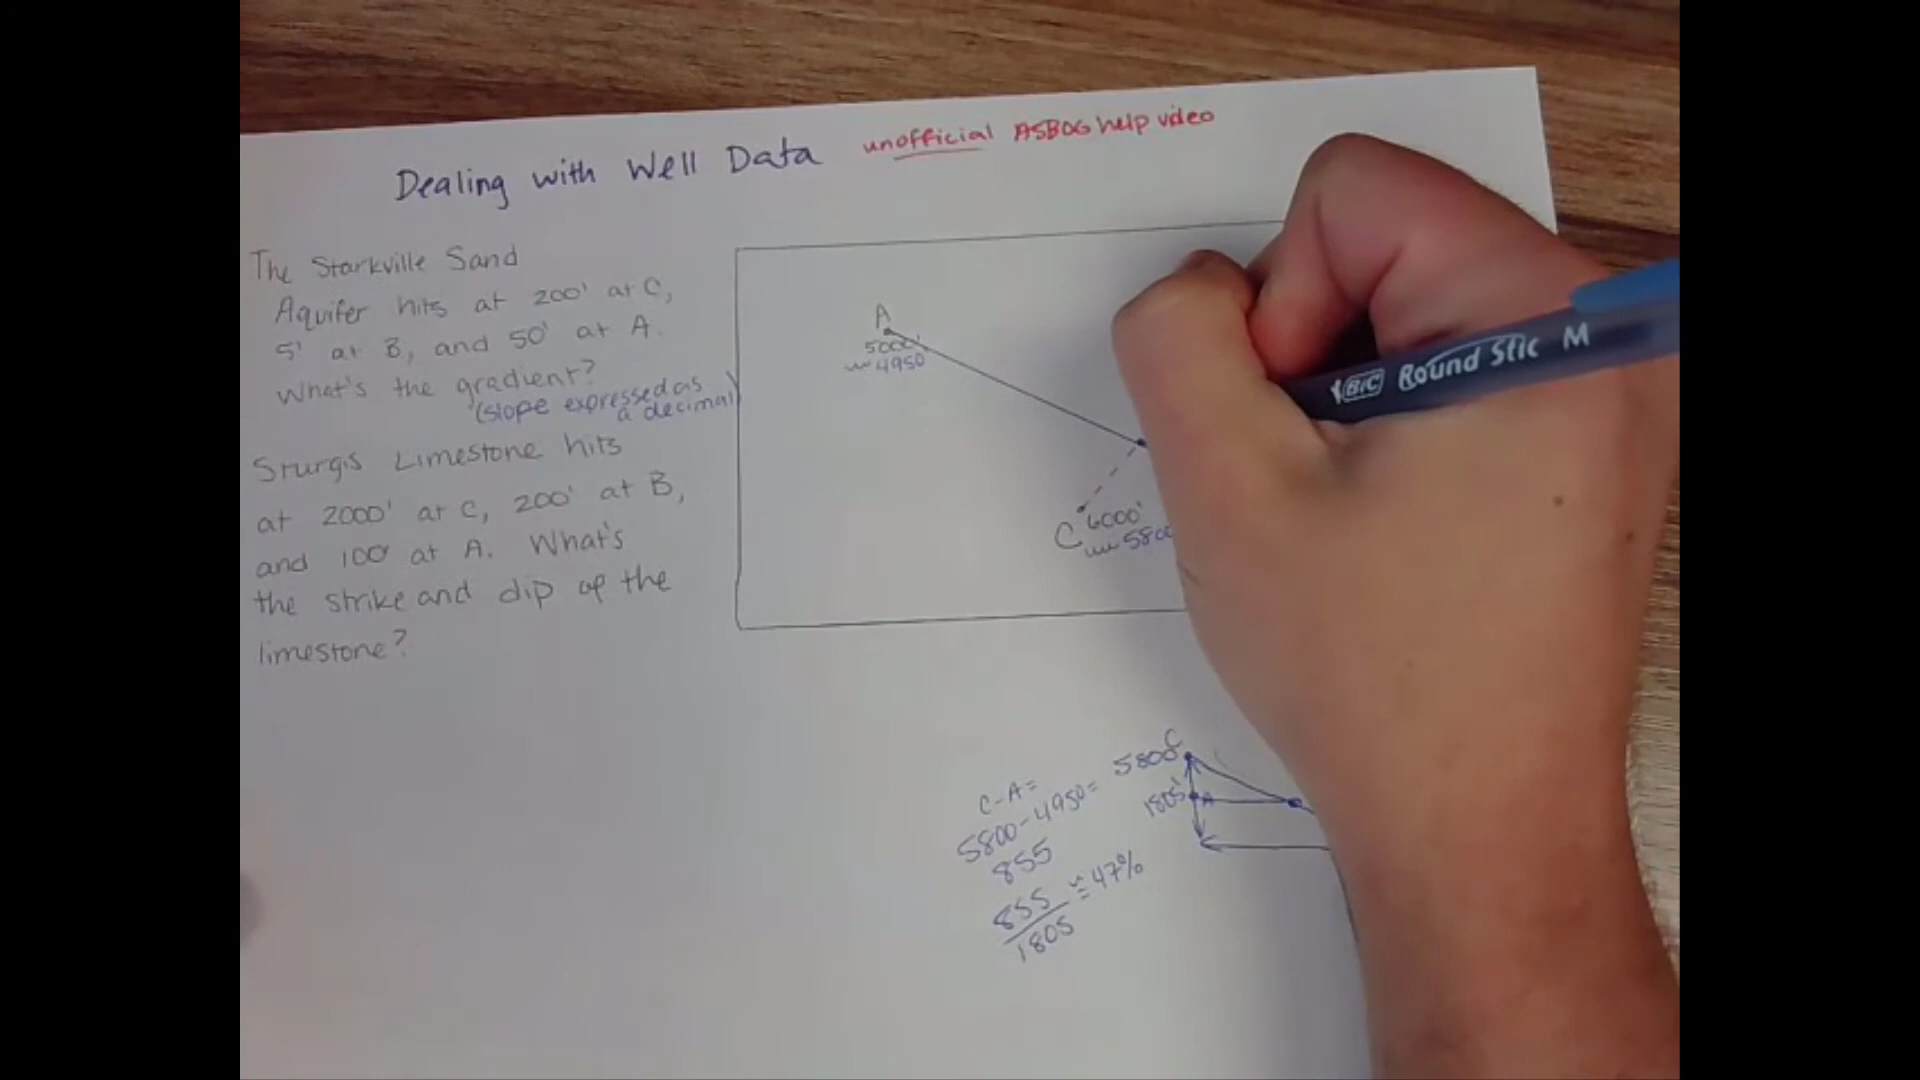 Dealing with Well Data unofficial ASBOG help video
The Starkville Sand
Aquifer hits at 200' at C,
5' at B, and 50' at A.
What's the gradient?
(slope expressed as
a decimal)
Sturgis Limestone hits
at 2000' at C, 200' at B,
and 100' at A. What's
the strike and dip of the
limestone?
A
5000'
4950
C 6000'
5800
BIC Round Stic M
C-A=
5800-4950=
855
855
1805
≈47%
5800
C
1805'
A